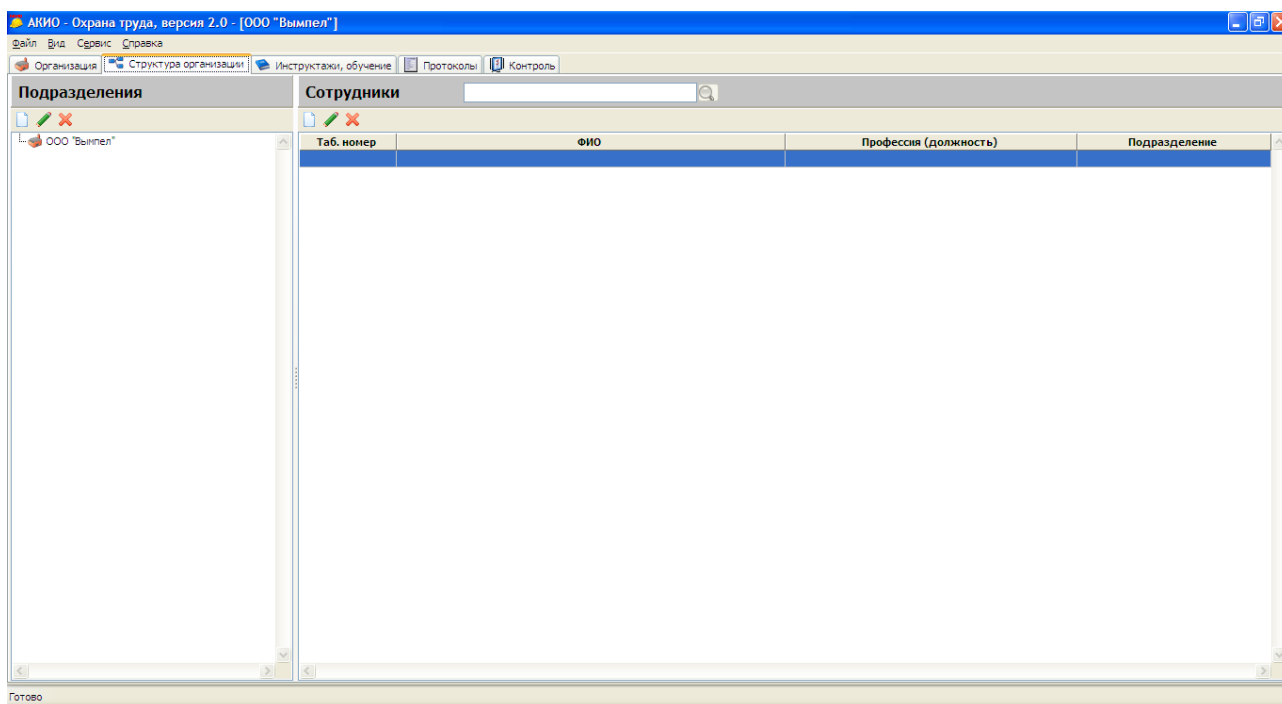 АКИО - Охрана труда, версия 2.0 - [ООО "Вымпел"]
Файл Вид Сервис Справка
Организация Структура организации Инструктажи, обучение Протоколы Контроль
Подразделения Сотрудники
ООО "Вымпел" Таб. номер ФИО Профессия (должность) Подразделение
Готово